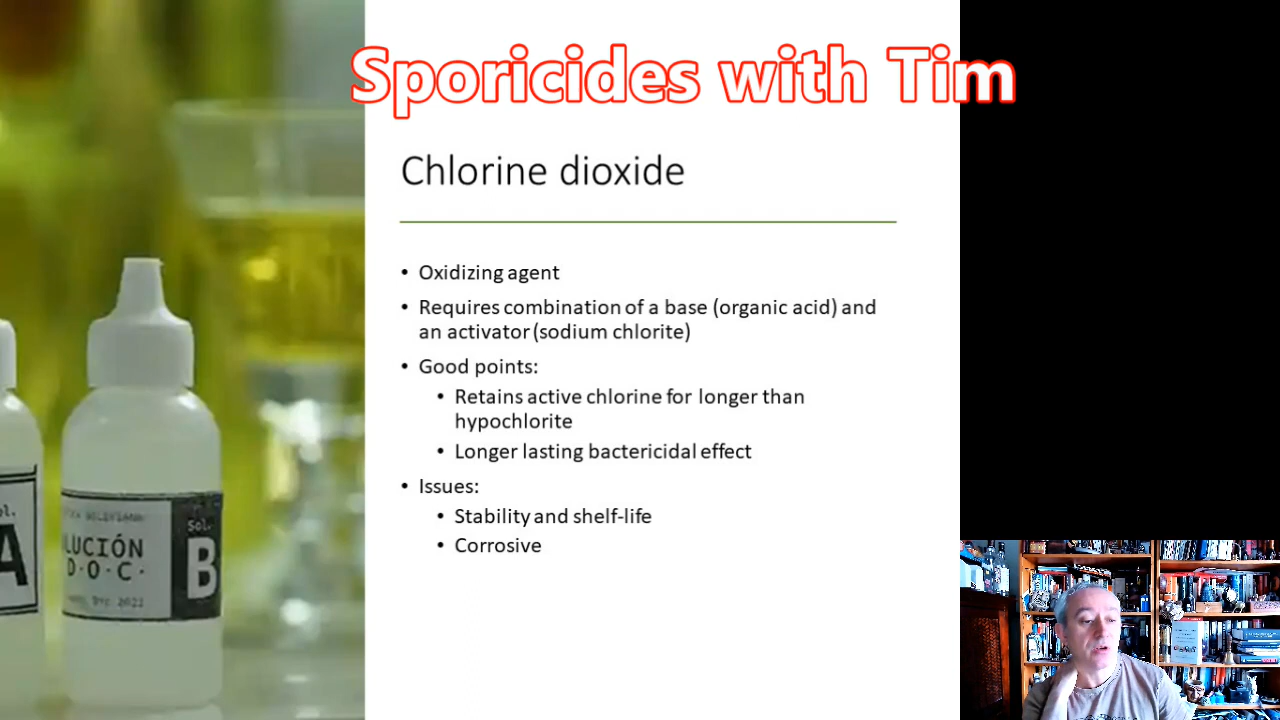 Sporicides with Tim
Chlorine dioxide
• Oxidizing agent
• Requires combination of a base (organic acid) and
an activator (sodium chlorite)
• Good points:
• Retains active chlorine for longer than
hypochlorite
• Longer lasting bactericidal effect
• Issues:
• Stability and shelf-life
• Corrosive
A
LUCIÓN
D·O·C·
Sol.
B